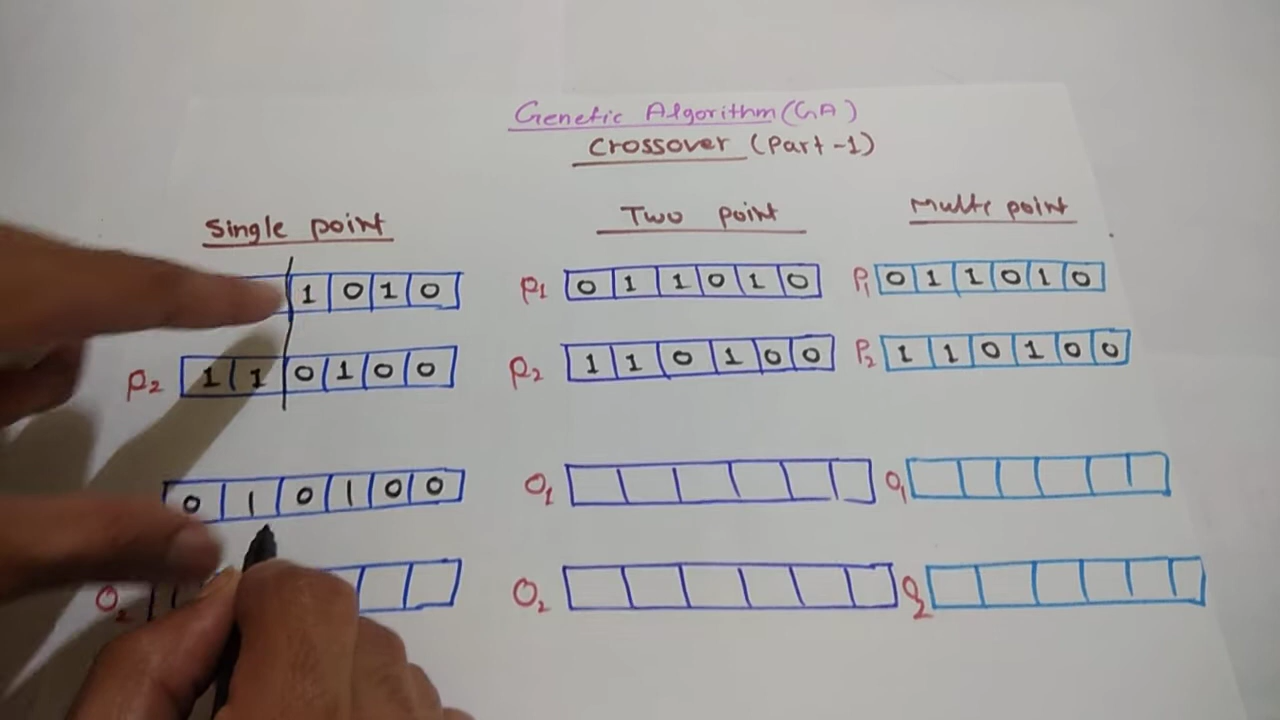 Genetic Algorithm (GA)
Crossover (Part-1)
Single point
Two point
Multi point
1 0 1 0
P1 0 1 1 0 1 0
P1 0 1 1 0 1 0
P2 1 1 0 1 0 0
P2 1 1 0 1 0 0
P2 1 1 0 1 0 0
0 1 0 1 0 0
O1
O1
O2
O2
O2